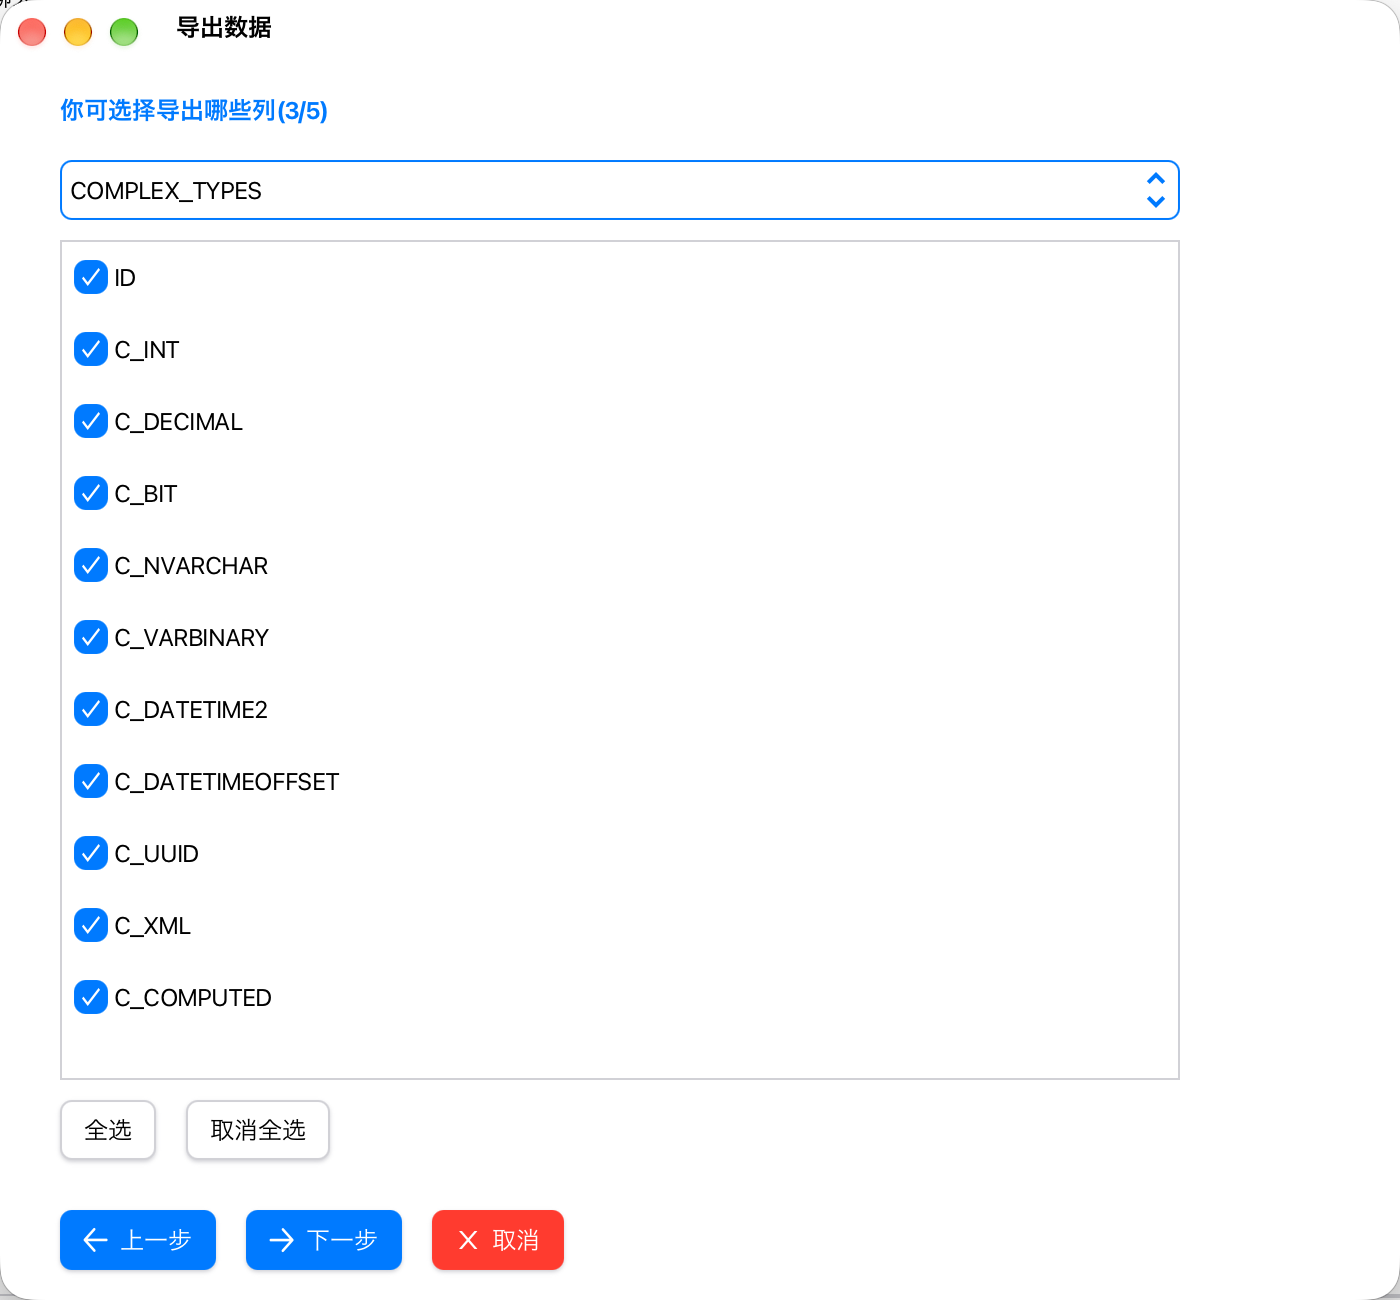 导出数据
你可选择导出哪些列(3/5)
COMPLEX_TYPES
ID
C_INT
C_DECIMAL
C_BIT
C_NVARCHAR
C_VARBINARY
C_DATETIME2
C_DATETIMEOFFSET
C_UUID
C_XML
C_COMPUTED
全选 取消全选
上一步 下一步 取消